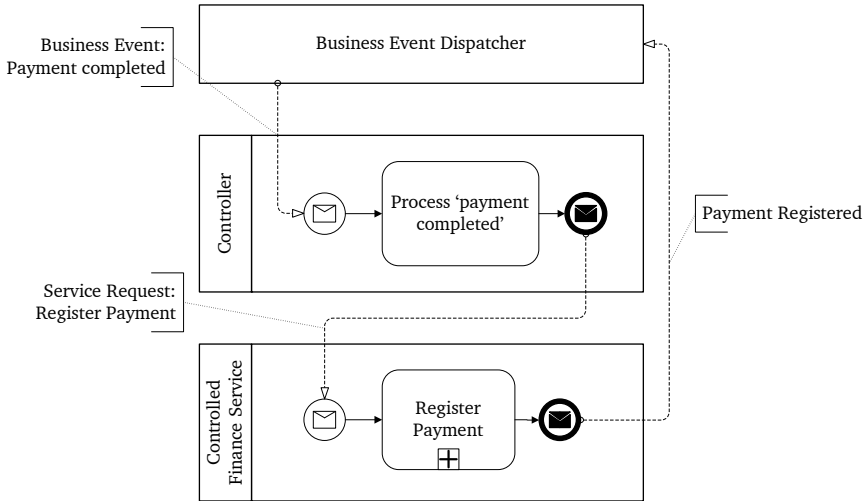 Business Event Dispatcher
Business Event:
Payment completed
Controller
Process ‘payment
completed’
Payment Registered
Service Request:
Register Payment
Controlled
Finance Service
Register
Payment